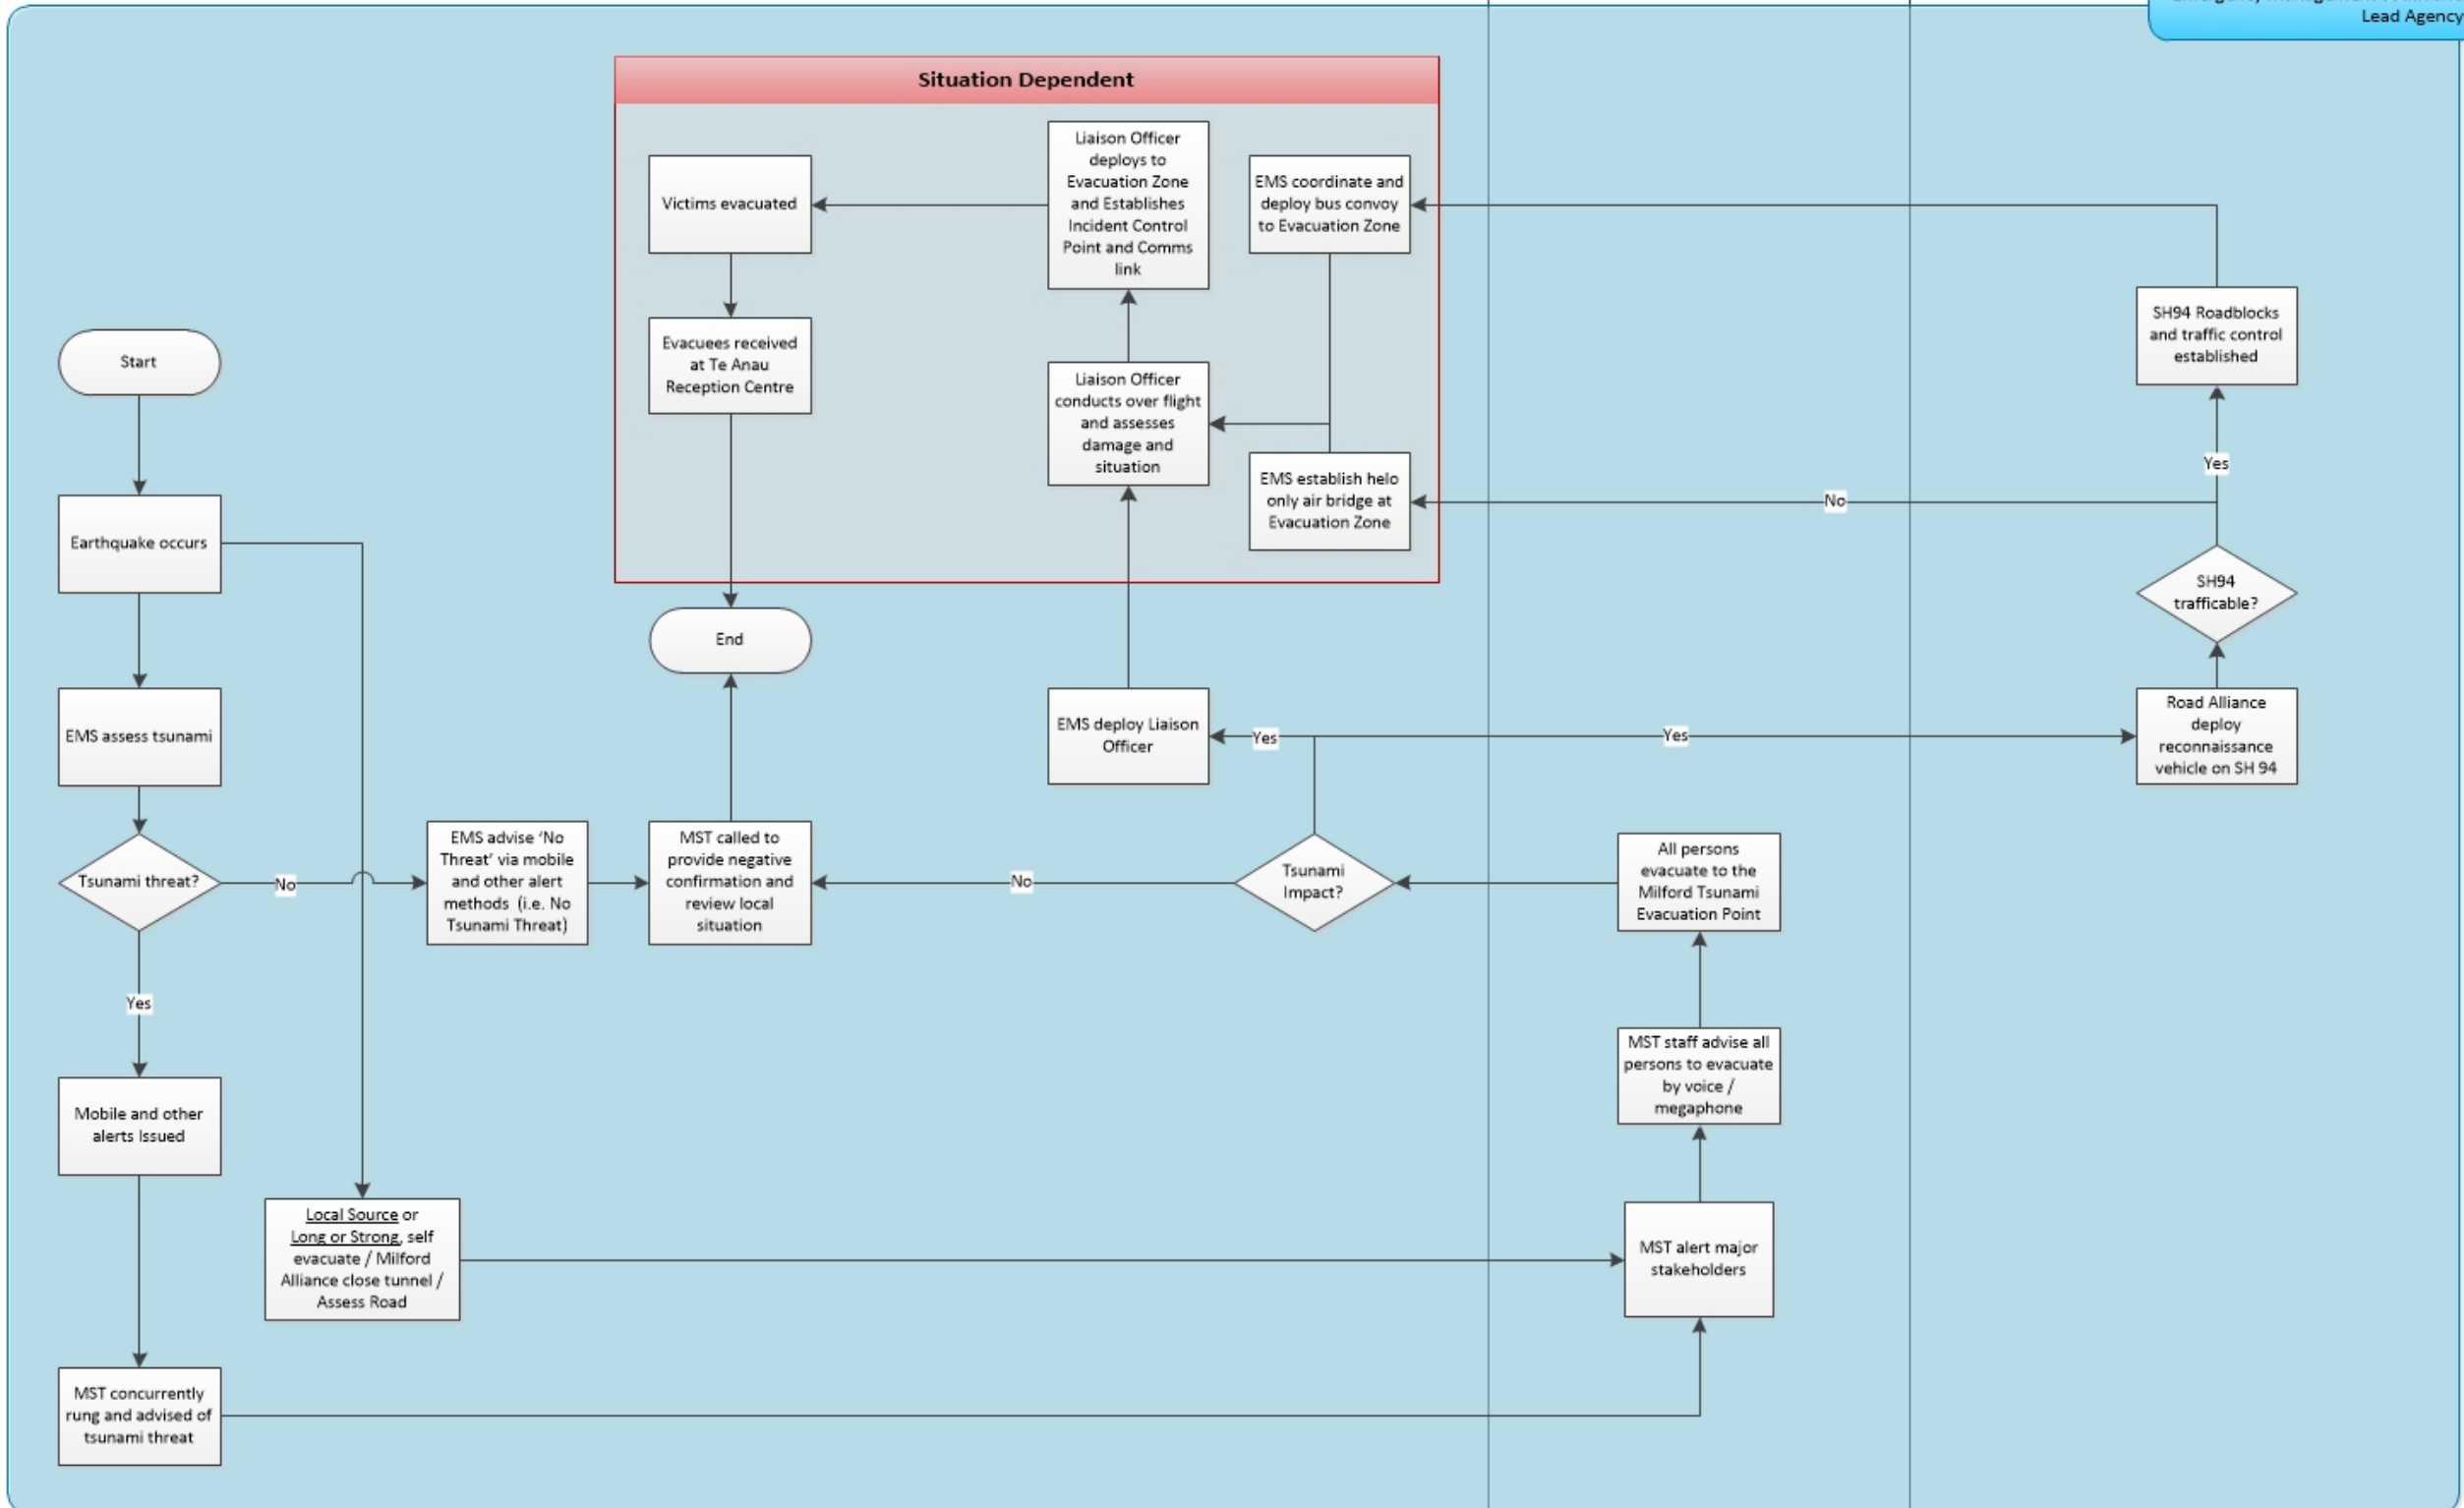 Lead Agency
Situation Dependent
Victims evacuated
Liaison Officer
deploys to
Evacuation Zone
and Establishes
Incident Control
Point and Comms
link
EMS coordinate and
deploy bus convoy
to Evacuation Zone
SH94 Roadblocks
and traffic control
established
Start
Evacuees received
at Te Anau
Reception Centre
Liaison Officer
conducts over flight
and assesses
damage and
situation
EMS establish helo
only air bridge at
Evacuation Zone
No
Yes
Earthquake occurs
SH94
trafficable?
End
EMS assess tsunami
EMS deploy Liaison
Officer
Yes
Yes
Road Alliance
deploy
reconnaissance
vehicle on SH 94
Tsunami threat?
No
EMS advise ‘No
Threat’ via mobile
and other alert
methods (i.e. No
Tsunami Threat)
MST called to
provide negative
confirmation and
review local
situation
No
Tsunami
Impact?
All persons
evacuate to the
Milford Tsunami
Evacuation Point
Yes
MST staff advise all
persons to evacuate
by voice /
megaphone
Mobile and other
alerts Issued
Local Source or
Long or Strong, self
evacuate / Milford
Alliance close tunnel /
Assess Road
MST alert major
stakeholders
MST concurrently
rung and advised of
tsunami threat